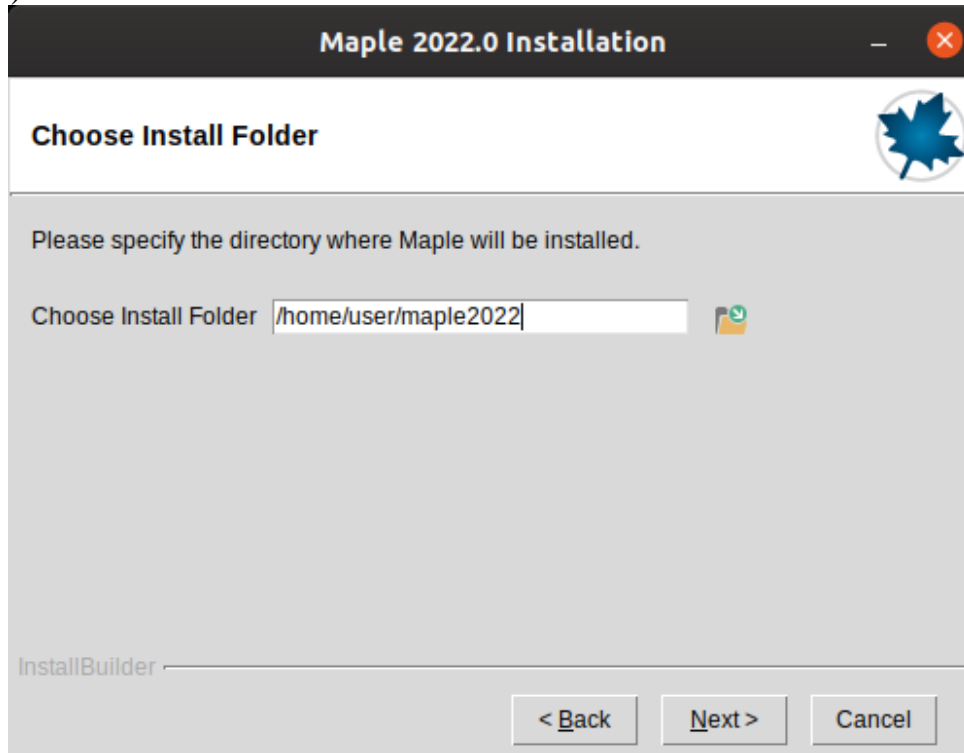 Maple 2022.0 Installation
Choose Install Folder
Please specify the directory where Maple will be installed.
Choose Install Folder /home/user/maple2022
InstallBuilder
< Back Next > Cancel